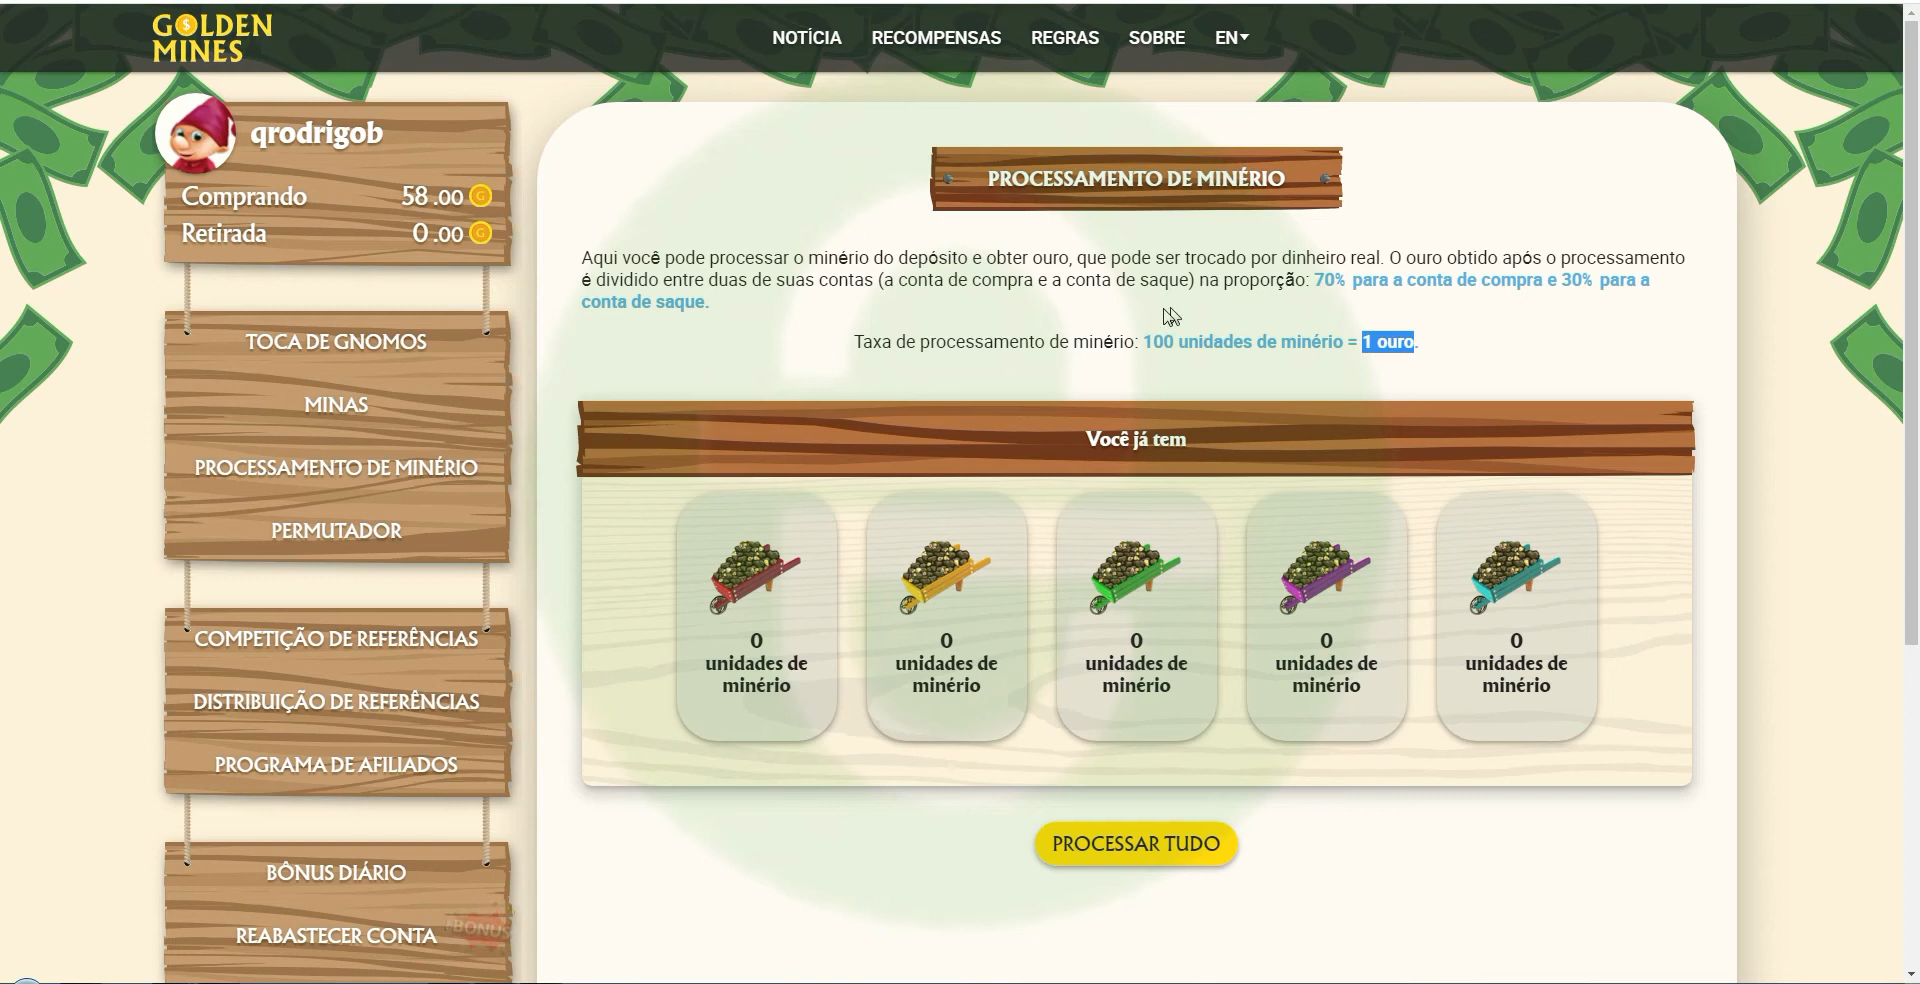 GOLDEN
MINES
NOTÍCIA RECOMPENSAS REGRAS SOBRE EN
qrodrigob
Comprando 58 .00 G
Retirada 0 .00 G
TOCA DE GNOMOS
MINAS
PROCESSAMENTO DE MINÉRIO
PERMUTADOR
COMPETIÇÃO DE REFERÊNCIAS
DISTRIBUIÇÃO DE REFERÊNCIAS
PROGRAMA DE AFILIADOS
BÔNUS DIÁRIO
REABASTECER CONTA
BONUS
PROCESSAMENTO DE MINÉRIO
Aqui você pode processar o minério do depósito e obter ouro, que pode ser trocado por dinheiro real. O ouro obtido após o processamento
é dividido entre duas de suas contas (a conta de compra e a conta de saque) na proporção: 70% para a conta de compra e 30% para a
conta de saque.
Taxa de processamento de minério: 100 unidades de minério = 1 ouro.
Você já tem
0 0 0 0 0
unidades de unidades de unidades de unidades de unidades de
minério minério minério minério minério
PROCESSAR TUDO